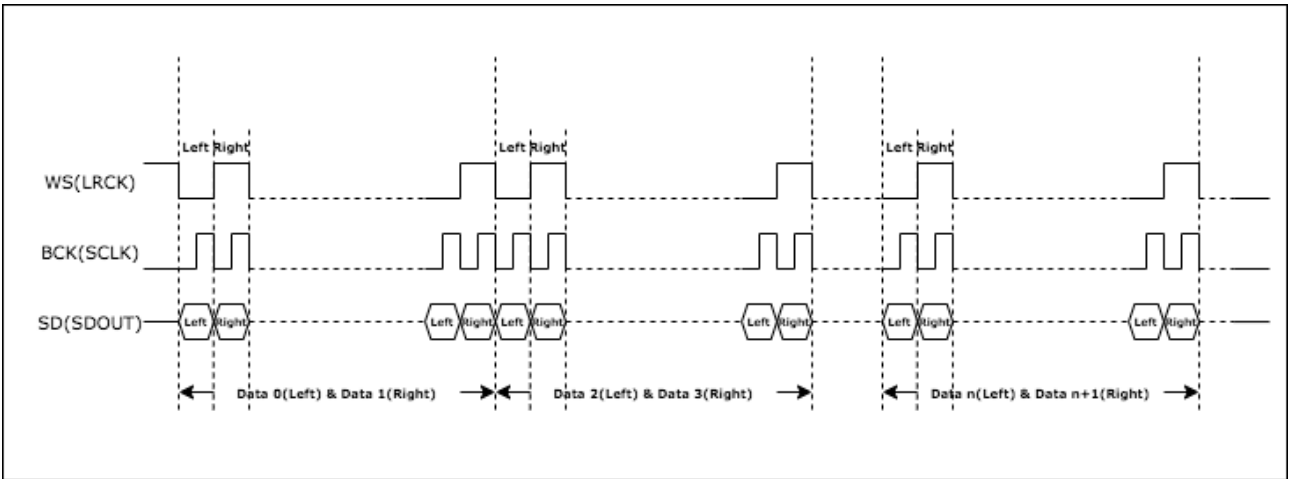 Left Right Left Right Left Right
WS(LRCK)
BCK(SCLK)
SD(SDOUT) Left Right Left Right Left Right Left Right Left Right Left Right
Data 0(Left) & Data 1(Right) Data 2(Left) & Data 3(Right) Data n(Left) & Data n+1(Right)